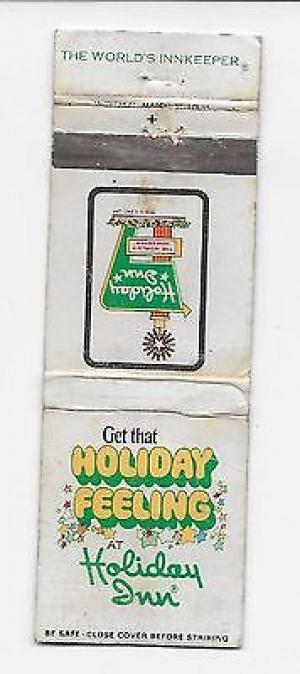 THE WORLD'S INNKEEPER®
Holiday
Inn
Get that
HOLIDAY
FEELING
AT
Holiday
Inn®
BE SAFE - CLOSE COVER BEFORE STRIKING